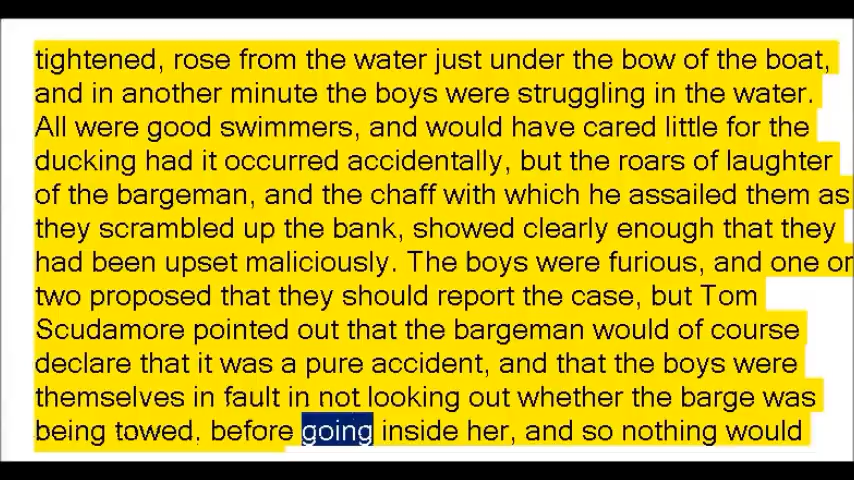 tightened, rose from the water just under the bow of the boat,
and in another minute the boys were struggling in the water.
All were good swimmers, and would have cared little for the
ducking had it occurred accidentally, but the roars of laughter
of the bargeman, and the chaff with which he assailed them as
they scrambled up the bank, showed clearly enough that they
had been upset maliciously. The boys were furious, and one or
two proposed that they should report the case, but Tom
Scudamore pointed out that the bargeman would of course
declare that it was a pure accident, and that the boys were
themselves in fault in not looking out whether the barge was
being towed, before going inside her, and so nothing would